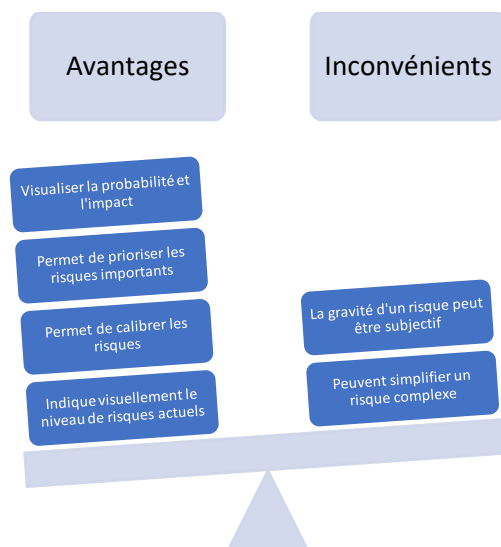 Avantages
Inconvénients
Visualiser la probabilité et
l'impact
Permet de prioriser les
risques importants
Permet de calibrer les
risques
Indique visuellement le
niveau de risques actuels
La gravité d'un risque peut
être subjectif
Peuvent simplifier un
risque complexe